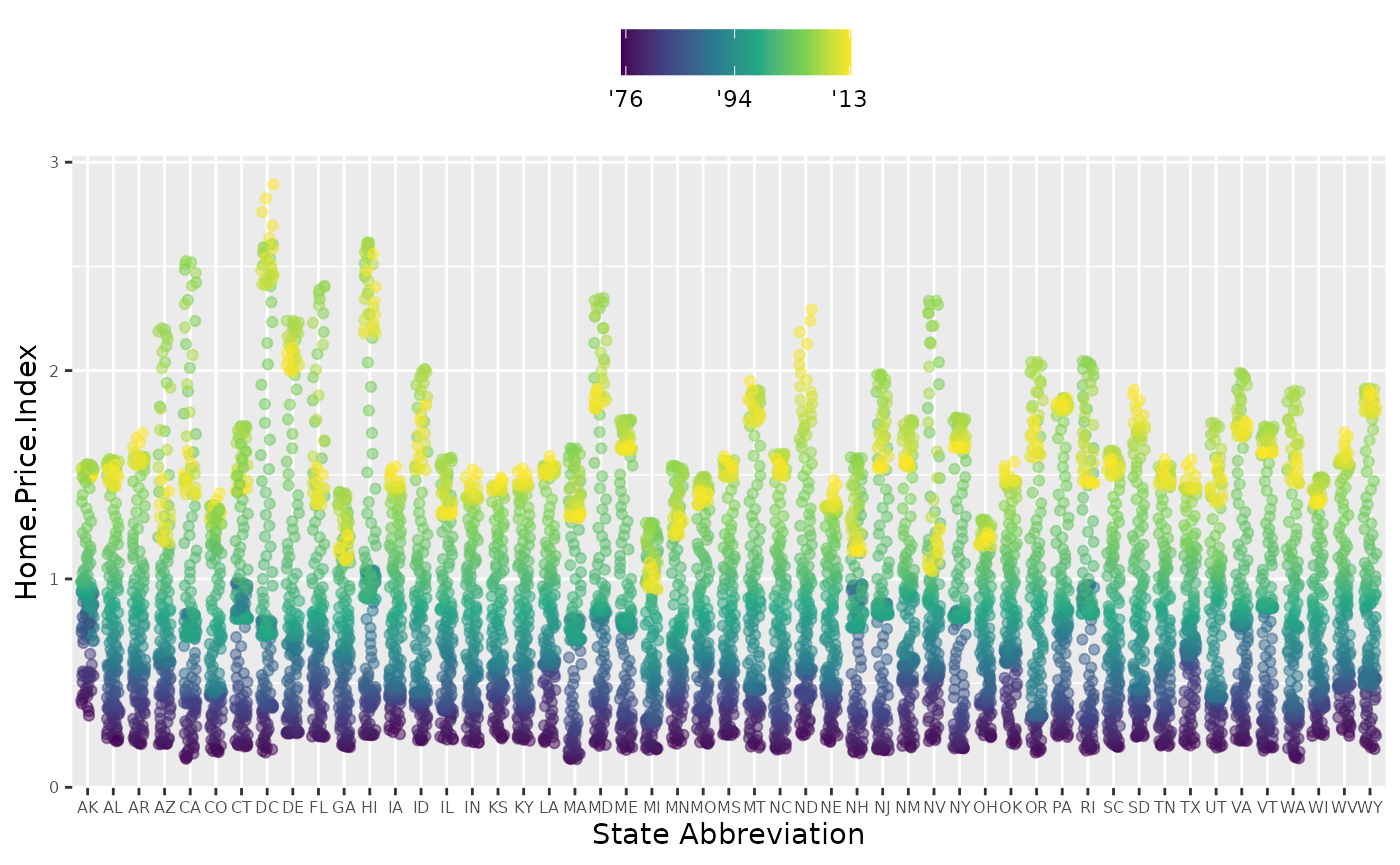 '76 '94 '13
Home.Price.Index
3
2
1
0
AK AL AR AZ CA CO CT DC DE FL GA HI IA ID IL IN KS KY LA MA MD ME MI MN MO MS MT NC ND NE NH NJ NM NV NY OH OK OR PA RI SC SD TN TX UT VA VT WA WI WV WY
State Abbreviation